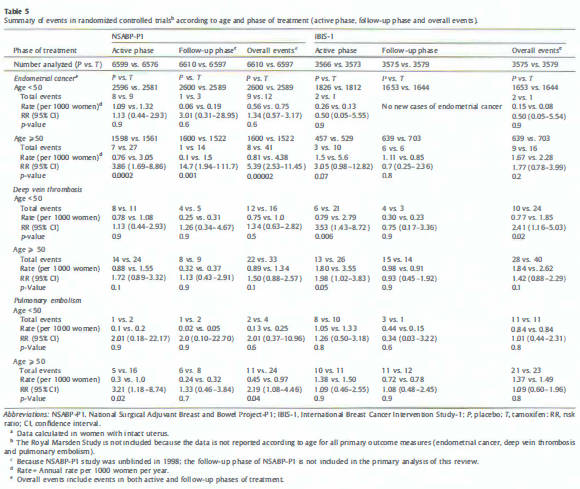 Table 5
Summary of events in randomized controlled trials^b according to age and phase of treatment (active phase, follow-up phase and overall events).
NSABP-P1 IBIS-1
Phase of treatment Active phase Follow-up phase^c Overall events^e Active phase Follow-up phase Overall events^e
Number analyzed (P vs. T) 6599 vs. 6576 6610 vs. 6597 6610 vs. 6597 3566 vs. 3573 3575 vs. 3579 3575 vs. 3579
Endometrial cancer^a P vs. T P vs. T P vs. T P vs. T P vs. T P vs. T
Age <50 2596 vs. 2581 2600 vs. 2589 2600 vs. 2589 1826 vs. 1812 1653 vs. 1644 1653 vs. 1644
Total events 8 vs. 9 1 vs. 3 9 vs. 12 2 vs. 1 2 vs. 1
Rate (per 1000 women)^d 1.09 vs. 1.32 0.06 vs. 0.19 0.56 vs. 0.75 0.26 vs. 0.13 No new cases of endometrial cancer 0.15 vs. 0.08
RR (95% CI) 1.13 (0.44–2.93) 3.01 (0.31–28.95) 1.34 (0.57–3.17) 0.50 (0.05–5.55) 0.50 (0.05–5.54)
p-value 0.9 0.6 0.6 0.9 0.9
Age ≥50 1598 vs. 1561 1600 vs. 1522 1600 vs. 1522 457 vs. 529 639 vs. 703 639 vs. 703
Total events 7 vs. 27 1 vs. 14 8 vs. 41 3 vs. 10 6 vs. 6 9 vs. 16
Rate (per 1000 women)^d 0.76 vs. 3.05 0.1 vs. 1.5 0.81 vs. 4.38 1.5 vs. 5.6 1.11 vs. 0.85 1.67 vs. 2.28
RR (95% CI) 3.86 (1.69–8.86) 14.7 (1.94–111.7) 5.39 (2.53–11.45) 3.05 (0.98–12.82) 0.7 (0.25–2.36) 1.77 (0.78–3.99)
p-value 0.0002 0.001 0.00002 0.07 0.8 0.2
Deep vein thrombosis
Age <50
Total events 8 vs. 11 4 vs. 5 12 vs. 16 6 vs. 21 4 vs. 3 10 vs. 24
Rate (per 1000 women) 0.78 vs. 1.08 0.25 vs. 0.31 0.75 vs. 1.0 0.79 vs. 2.79 0.30 vs. 0.23 0.77 vs. 1.85
RR (95% CI) 1.13 (0.44–2.93) 1.26 (0.34–4.67) 1.34 (0.63–2.82) 3.53 (1.43–8.72) 0.75 (0.17–3.36) 2.41 (1.16–5.03)
p-value 0.9 0.9 0.5 0.006 0.9 0.02
Age ≥ 50
Total events 14 vs. 24 8 vs. 9 22 vs. 33 13 vs. 26 15 vs. 14 28 vs. 40
Rate (per 1000 women) 0.88 vs. 1.55 0.32 vs. 0.37 0.89 vs. 1.34 1.80 vs. 3.55 0.98 vs. 0.91 1.84 vs. 2.62
RR (95% CI) 1.72 (0.89–3.32) 1.13 (0.43–2.91) 1.50 (0.88–2.57) 1.98 (1.02–3.83) 0.93 (0.45–1.92) 1.42 (0.88–2.29)
p-Value 0.1 0.9 0.1 0.05 0.9 0.1
Pulmonary embolism
Age <50
Total events 1 vs. 2 1 vs. 2 2 vs. 4 8 vs. 10 3 vs. 1 11 vs. 11
Rate (per 1000 women) 0.1 vs. 0.2 0.02 vs. 0.05 0.13 vs. 0.25 1.05 vs. 1.33 0.44 vs. 0.15 0.84 vs. 0.84
RR (95% CI) 2.01 (0.18–22.17) 2.0 (0.10–22.70) 2.01 (0.37–10.96) 1.26 (0.50–3.18) 0.34 (0.03–3.22) 1.01 (0.44–2.31)
p-value 0.9 0.9 0.6 0.8 0.6 0.8
Age ≥ 50
Total events 5 vs. 16 6 vs. 8 11 vs. 24 10 vs. 11 11 vs. 12 21 vs. 23
Rate (per 1000 women) 0.3 vs. 1.0 0.24 vs. 0.32 0.45 vs. 0.97 1.38 vs. 1.50 0.72 vs. 0.78 1.37 vs. 1.49
RR (95% CI) 3.21 (1.18–8.74) 1.33 (0.46–3.84) 2.19 (1.08–4.46) 1.09 (0.46–2.55) 1.08 (0.48–2.45) 1.09 (0.60–1.96)
p-value 0.02 0.7 0.04 0.9 0.9 0.8
Abbreviations: NSABP-P1, National Surgical Adjuvant Breast and Bowel Project-P1; IBIS-1, International Breast Cancer Intervention Study-1; P, placebo; T, tamoxifen; RR, risk
ratio; CI, confidence interval.
^a Data calculated in women with intact uterus.
^b The Royal Marsden Study is not included because the data is not reported according to age for all primary outcome measures (endometrial cancer, deep vein thrombosis
and pulmonary embolism).
^c Because NSABP-P1 study was unblinded in 1998; the follow-up phase of NSABP-P1 is not included in the primary analysis of this review.
^d Rate = Annual rate per 1000 women per year.
^e Overall events include events in both active and follow-up phases of treatment.